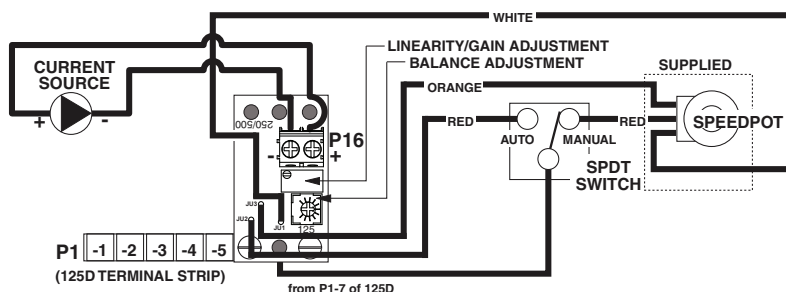 WHITE
LINEARITY/GAIN ADJUSTMENT
BALANCE ADJUSTMENT
SUPPLIED
CURRENT
SOURCE
+ -
ORANGE
250/500
RED
RED
SPEEDPOT
P16
- +
AUTO
MANUAL
SPDT
SWITCH
JU3
JU2
JU1
125
P1 -1 -2 -3 -4 -5
(125D TERMINAL STRIP)
from P1-7 of 125D